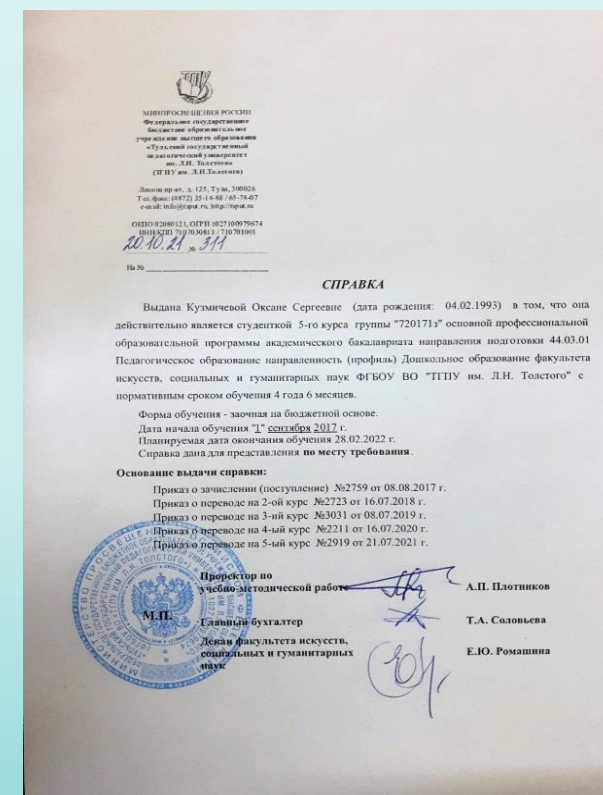 МИНПРОСВЕЩЕНИЯ РОССИИ
Федеральное государственное
бюджетное образовательное
учреждение высшего образования
«Тульский государственный
педагогический университет
им. Л.Н. Толстого»
(ТГПУ им. Л.Н.Толстого)
Ленина пр-кт, д. 125, Тула, 300026
Тел./факс: (4872) 35-14-88 / 65-78-07
e-mail: info@tsput.ru, http://tsput.ru
ОКПО 02080121, ОГРН 1027100979674
ИНН/КПП 7107030811 / 710701001
20.10.21 № 311
На №
СПРАВКА
Выдана Кузмичевой Оксане Сергеевне (дата рождения: 04.02.1993) в том, что она
действительно является студенткой 5-го курса группы "720171з" основной профессиональной
образовательной программы академического бакалавриата направления подготовки 44.03.01
Педагогическое образование направленность (профиль) Дошкольное образование факультета
искусств, социальных и гуманитарных наук ФГБОУ ВО "ТГПУ им. Л.Н. Толстого" с
нормативным сроком обучения 4 года 6 месяцев.
Форма обучения - заочная на бюджетной основе.
Дата начала обучения "1" сентября 2017 г.
Планируемая дата окончания обучения 28.02.2022 г.
Справка дана для представления по месту требования.
Основание выдачи справки:
Приказ о зачислении (поступление) №2759 от 08.08.2017 г.
Приказ о переводе на 2-ой курс №2723 от 16.07.2018 г.
Приказ о переводе на 3-ий курс №3031 от 08.07.2019 г.
Приказ о переводе на 4-ый курс №2211 от 16.07.2020 г.
Приказ о переводе на 5-ый курс №2919 от 21.07.2021 г.
Проректор по
учебно-методической работе А.П. Плотников
М.П.
Главный бухгалтер Т.А. Соловьева
Декан факультета искусств,
социальных и гуманитарных Е.Ю. Ромашина
наук